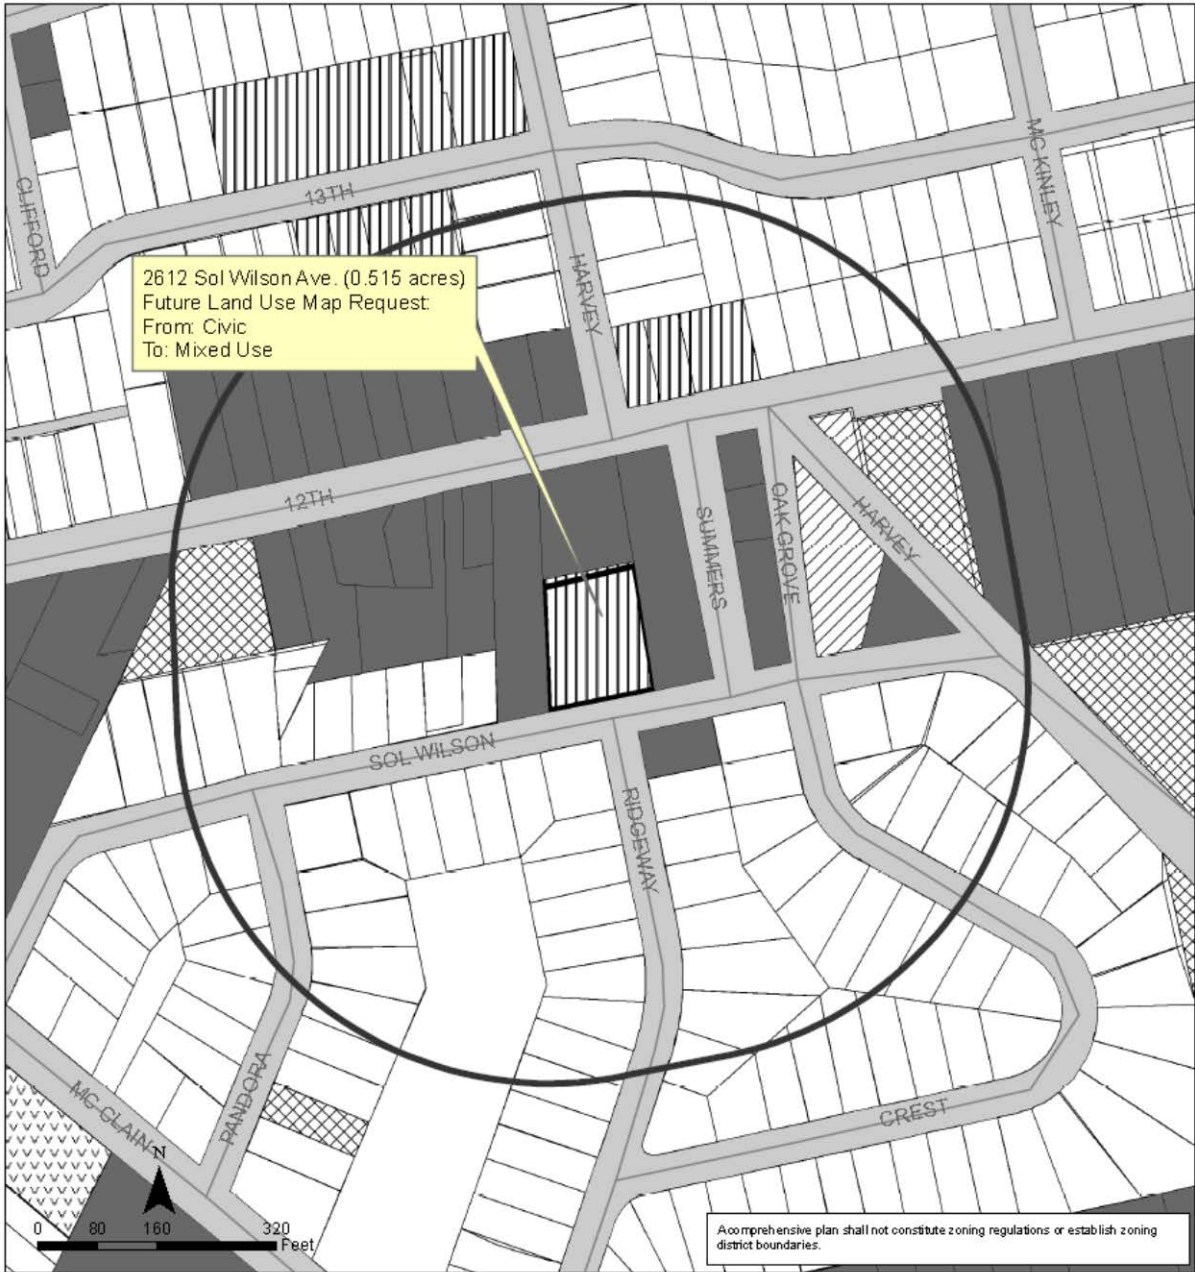 CLIFFORD
13TH
MC KINLEY
2612 Sol Wilson Ave. (0.515 acres)
Future Land Use Map Request:
From: Civic
To: Mixed Use
HARVEY
12TH
SUMMERS
OAK GROVE
HARVEY
SOL WILSON
RIDGEWAY
MC CLAIN
PANDORA
CREST
N
0 80 160 320
Feet
A comprehensive plan shall not constitute zoning regulations or establish zoning
district boundaries.